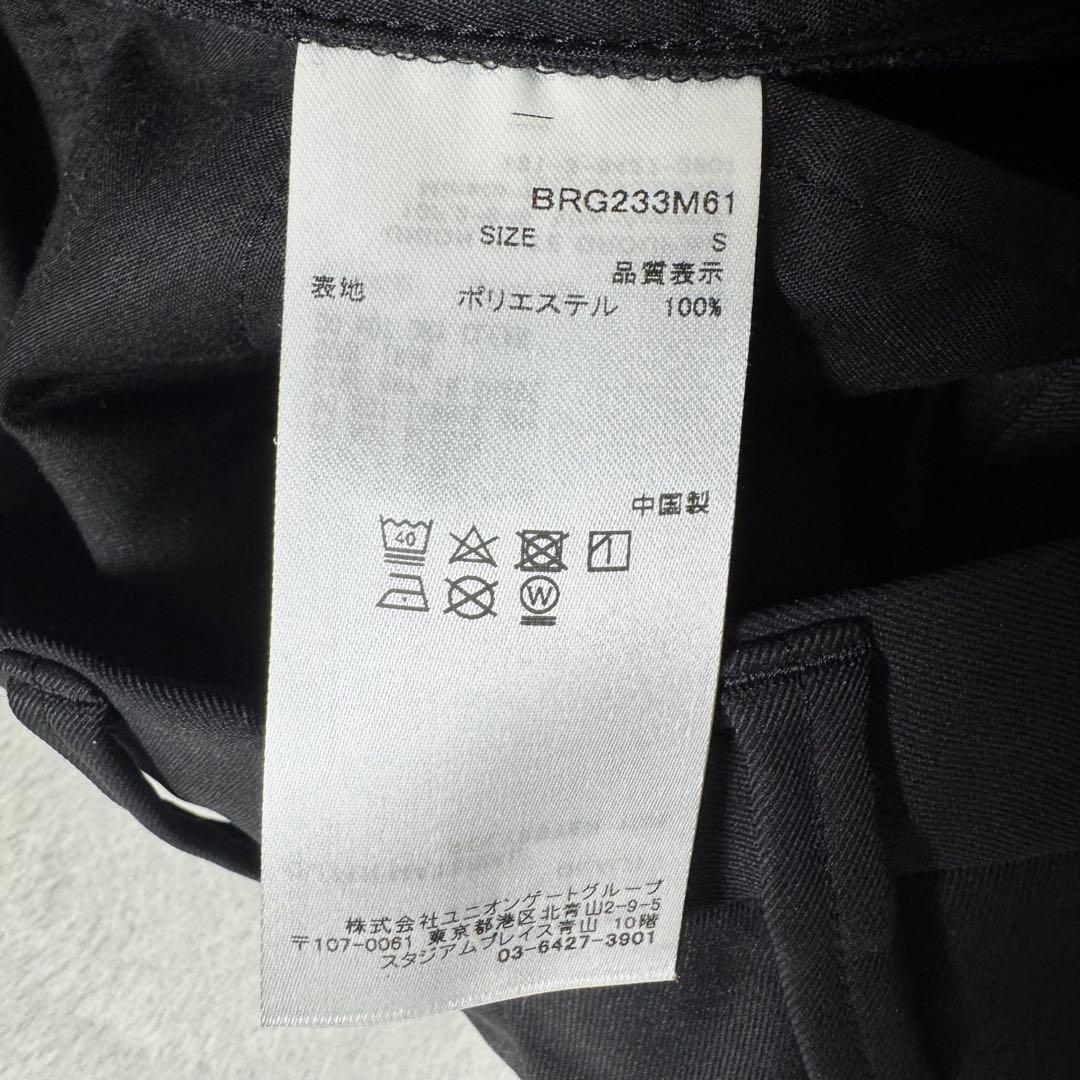 BRG233M61
SIZE S
品質表示
表地 ポリエステル 100%
中国製
40
W
株式会社ユニオンゲートグループ
〒107-0061 東京都港区北青山2-9-5
スタジアムプレイス青山 10階
03-6427-3901